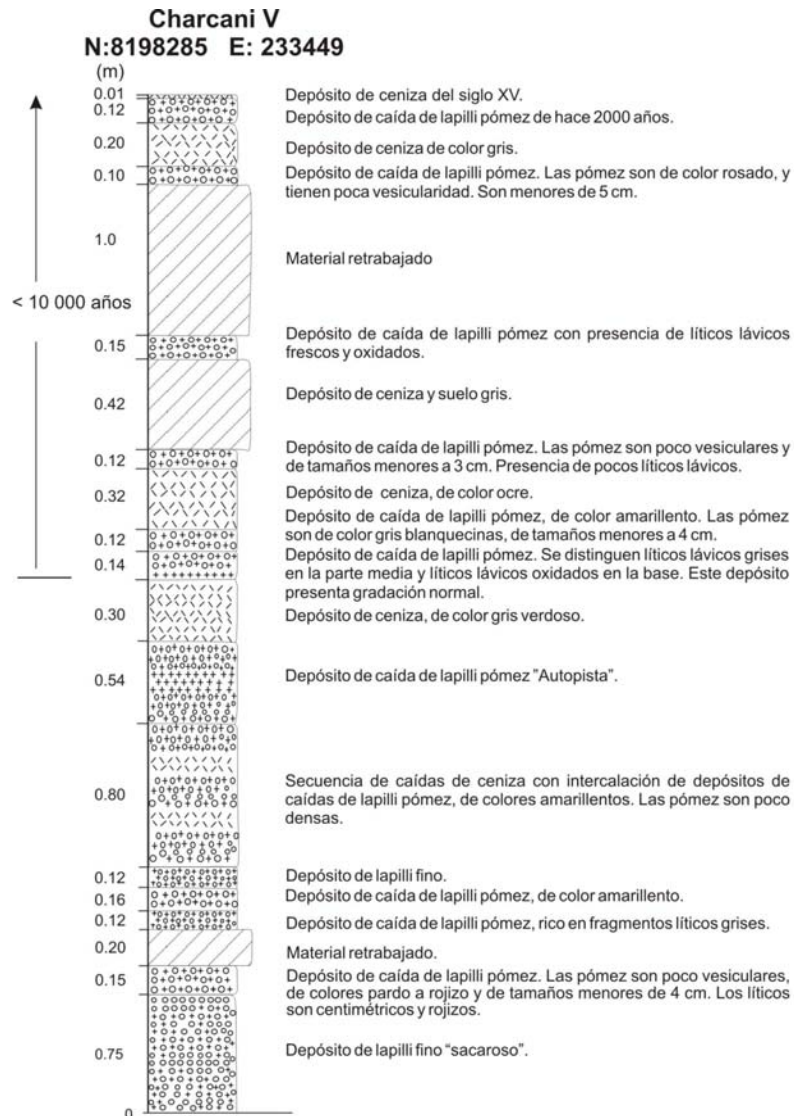 Charcani V
N:8198285 E: 233449
(m)
0.01 Depósito de ceniza del siglo XV.
0.12 Depósito de caída de lapilli pómez de hace 2000 años.
0.20 Depósito de ceniza de color gris.
0.10 Depósito de caída de lapilli pómez. Las pómez son de color rosado, y
tienen poca vesicularidad. Son menores de 5 cm.
1.0 Material retrabajado
< 10 000 años
0.15 Depósito de caída de lapilli pómez con presencia de líticos lávicos
frescos y oxidados.
0.42 Depósito de ceniza y suelo gris.
0.12 Depósito de caída de lapilli pómez. Las pómez son poco vesiculares y
de tamaños menores a 3 cm. Presencia de pocos líticos lávicos.
0.32 Depósito de ceniza, de color ocre.
0.12 Depósito de caída de lapilli pómez, de color amarillento. Las pómez
son de color gris blanquecinas, de tamaños menores a 4 cm.
0.14 Depósito de caída de lapilli pómez. Se distinguen líticos lávicos grises
en la parte media y líticos lávicos oxidados en la base. Este depósito
presenta gradación normal.
0.30 Depósito de ceniza, de color gris verdoso.
0.54 Depósito de caída de lapilli pómez "Autopista".
0.80 Secuencia de caídas de ceniza con intercalación de depósitos de
caídas de lapilli pómez, de colores amarillentos. Las pómez son poco
densas.
0.12 Depósito de lapilli fino.
0.16 Depósito de caída de lapilli pómez, de color amarillento.
0.12 Depósito de caída de lapilli pómez, rico en fragmentos líticos grises.
0.20 Material retrabajado.
0.15 Depósito de caída de lapilli pómez. Las pómez son poco vesiculares,
de colores pardo a rojizo y de tamaños menores de 4 cm. Los líticos
son centimétricos y rojizos.
0.75 Depósito de lapilli fino “sacaroso”.
0